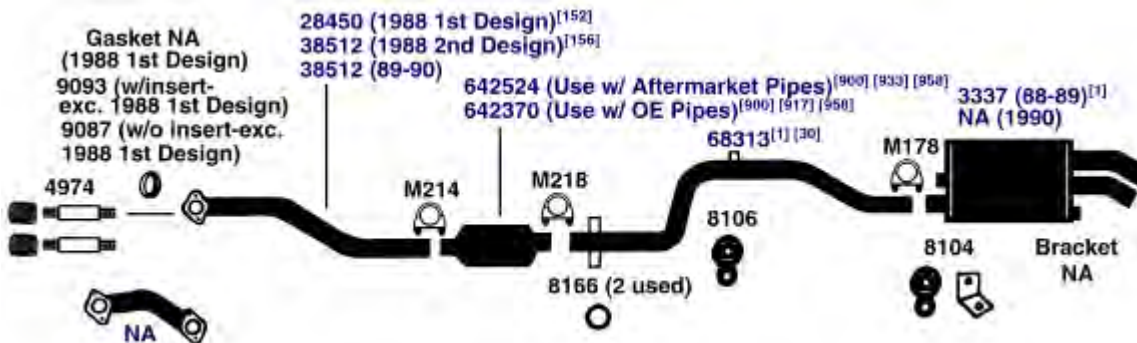 Gasket NA
(1988 1st Design)
9093 (w/insert-
exc. 1988 1st Design)
9087 (w/o insert-exc.
1988 1st Design)
4974
NA
28450 (1988 1st Design)[152]
38512 (1988 2nd Design)[156]
38512 (89-90)
642524 (Use w/ Aftermarket Pipes)[900] [933] [958]
642370 (Use w/ OE Pipes)[900] [917] [958]
M214
M218
8166 (2 used)
68313[1] [30]
8106
M178
3337 (88-89)[1]
NA (1990)
8104
Bracket
NA